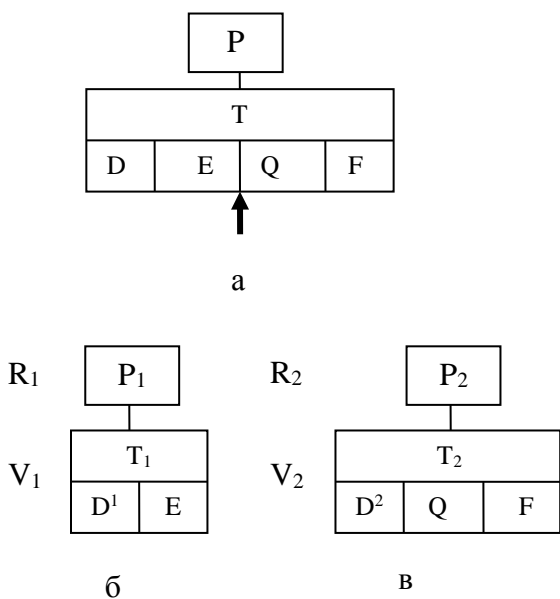 P
T
D E Q F
а
R₁ P₁ R₂ P₂
V₁ T₁ V₂ T₂
D¹ E D² Q F
б в